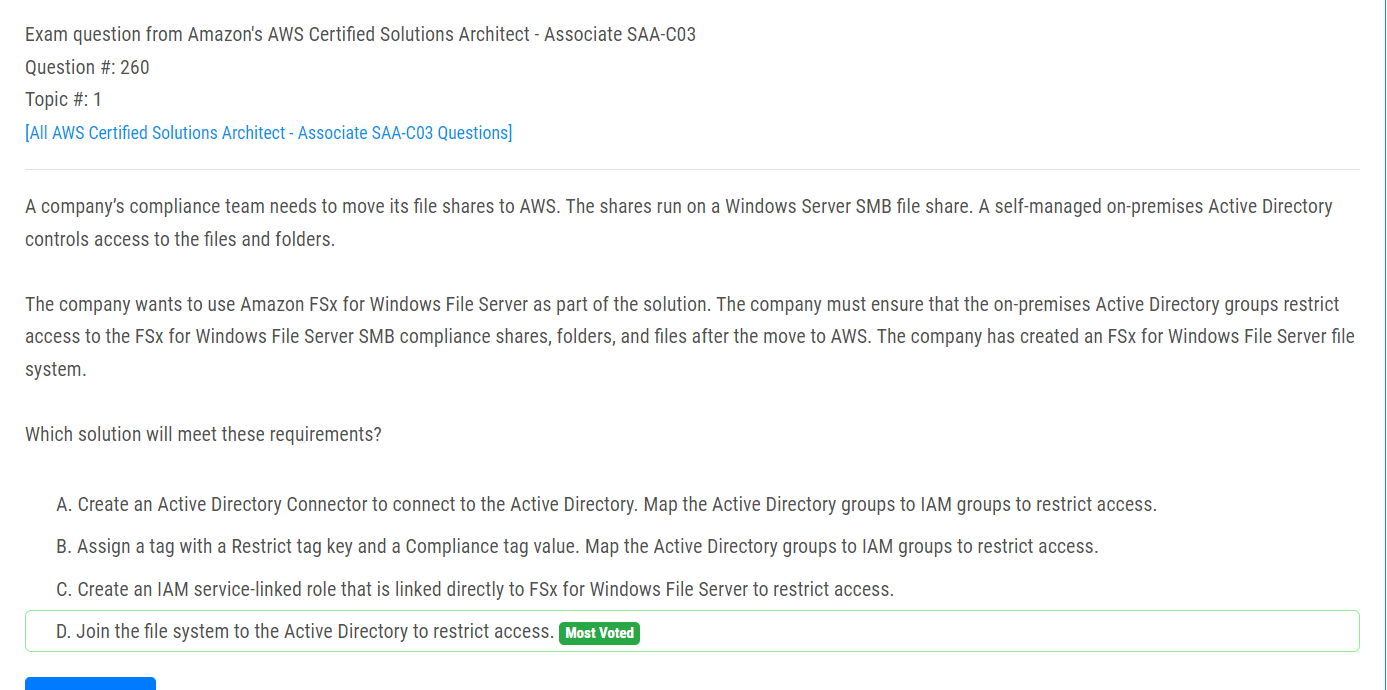 Exam question from Amazon's AWS Certified Solutions Architect - Associate SAA-C03
Question #: 260
Topic #: 1
[All AWS Certified Solutions Architect - Associate SAA-C03 Questions]
A company’s compliance team needs to move its file shares to AWS. The shares run on a Windows Server SMB file share. A self-managed on-premises Active Directory
controls access to the files and folders.
The company wants to use Amazon FSx for Windows File Server as part of the solution. The company must ensure that the on-premises Active Directory groups restrict
access to the FSx for Windows File Server SMB compliance shares, folders, and files after the move to AWS. The company has created an FSx for Windows File Server file
system.
Which solution will meet these requirements?
A. Create an Active Directory Connector to connect to the Active Directory. Map the Active Directory groups to IAM groups to restrict access.
B. Assign a tag with a Restrict tag key and a Compliance tag value. Map the Active Directory groups to IAM groups to restrict access.
C. Create an IAM service-linked role that is linked directly to FSx for Windows File Server to restrict access.
D. Join the file system to the Active Directory to restrict access. Most Voted